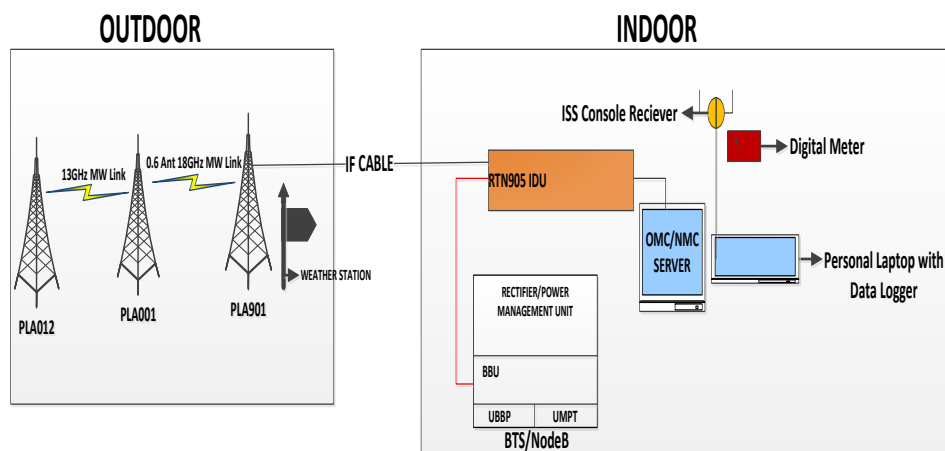 OUTDOOR
INDOOR
13GHz MW Link
0.6 Ant 18GHz MW Link
IF CABLE
WEATHER STATION
PLA012
PLA001
PLA901
ISS Console Reciever
Digital Meter
RTN905 IDU
OMC/NMC
SERVER
Personal Laptop with
Data Logger
RECTIFIER/POWER
MANAGEMENT UNIT
BBU
UBBP
UMPT
BTS/NodeB